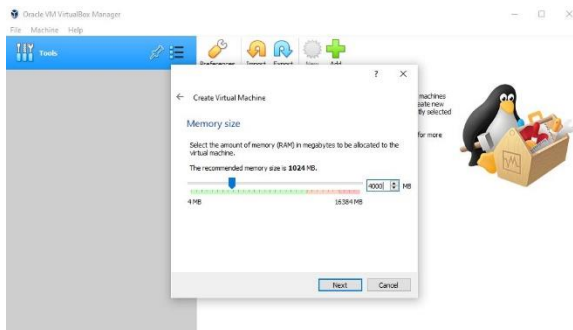 Oracle VM VirtualBox Manager
File Machine Help
Tools
Preferences Import Export New Add
? ×
← Create Virtual Machine
Memory size
Select the amount of memory (RAM) in megabytes to be allocated to the
virtual machine.
The recommended memory size is 1024 MB.
4000 MB
4 MB 16384 MB
Next Cancel
machines
eate new
tly selected
for more